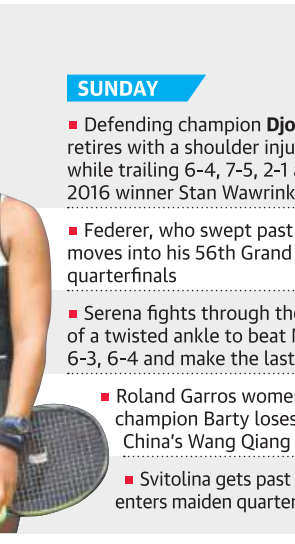 SUNDAY
Defending champion Djo
retires with a shoulder inju
while trailing 6-4, 7-5, 2-1 a
2016 winner Stan Wawrink
Federer, who swept past
moves into his 56th Grand
quarterfinals
Serena fights through the
of a twisted ankle to beat
6-3, 6-4 and make the last
Roland Garros women
champion Barty loses
China's Wang Qiang
Svitolina gets past
enters maiden quarter